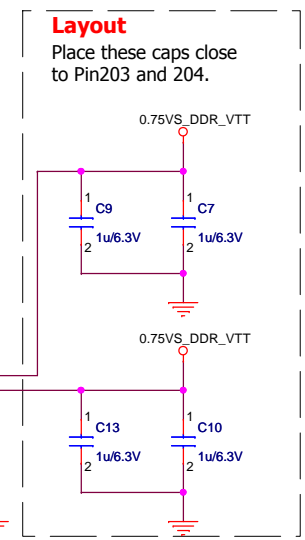 Layout
Place these caps close
to Pin203 and 204.
0.75VS_DDR_VTT
1 1
C9 C7
1u/6.3V 1u/6.3V
2 2
0.75VS_DDR_VTT
1 1
C13 C10
1u/6.3V 1u/6.3V
2 2